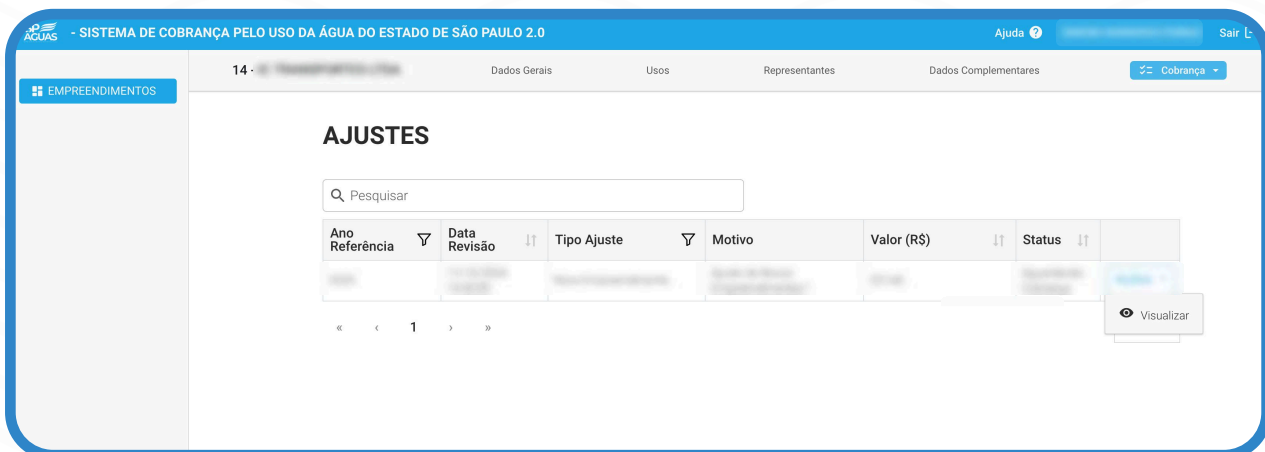 ÁGUAS - SISTEMA DE COBRANÇA PELO USO DA ÁGUA DO ESTADO DE SÃO PAULO 2.0 Ajuda ? Sair
14 - Dados Gerais Usos Representantes Dados Complementares Cobrança
EMPREENDIMENTOS
AJUSTES
Pesquisar
Ano Referência Data Revisão Tipo Ajuste Motivo Valor (R$) Status
Visualizar
« ‹ 1 › »